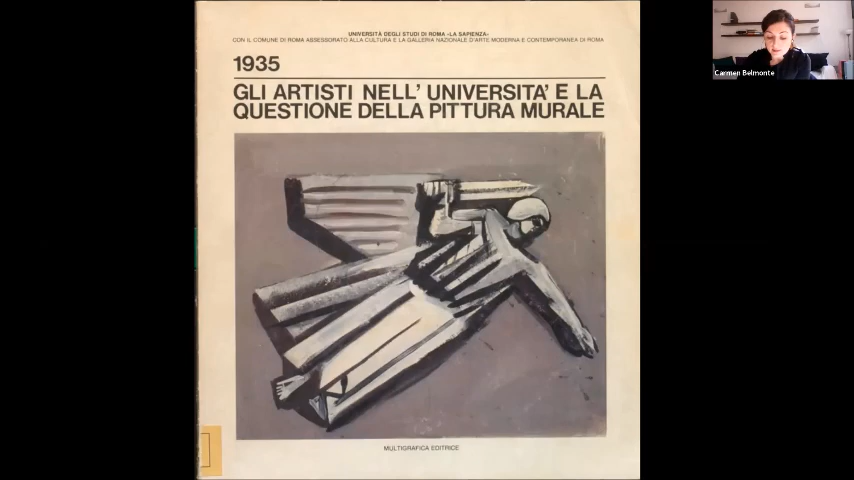 UNIVERSITÀ DEGLI STUDI DI ROMA «LA SAPIENZA»
CON IL COMUNE DI ROMA ASSESSORATO ALLA CULTURA E LA GALLERIA NAZIONALE D'ARTE MODERNA E CONTEMPORANEA DI ROMA
1935
GLI ARTISTI NELL' UNIVERSITA' E LA
QUESTIONE DELLA PITTURA MURALE
MULTIGRAFICA EDITRICE
Carmen Belmonte